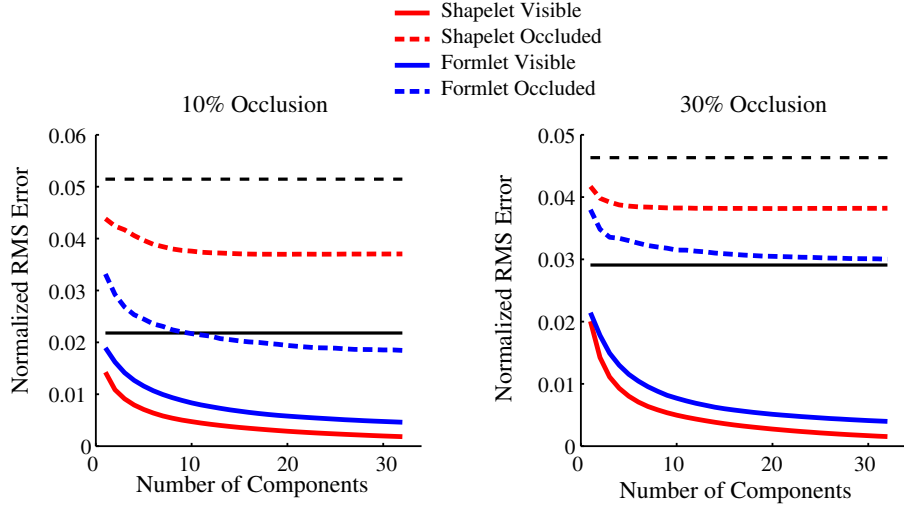 Shapelet Visible
Shapelet Occluded
Formlet Visible
Formlet Occluded
10% Occlusion
0.06
0.05
0.04
0.03
0.02
0.01
0
0
10
20
30
Normalized RMS Error
Number of Components
30% Occlusion
0.05
0.04
0.03
0.02
0.01
0
0
10
20
30
Normalized RMS Error
Number of Components